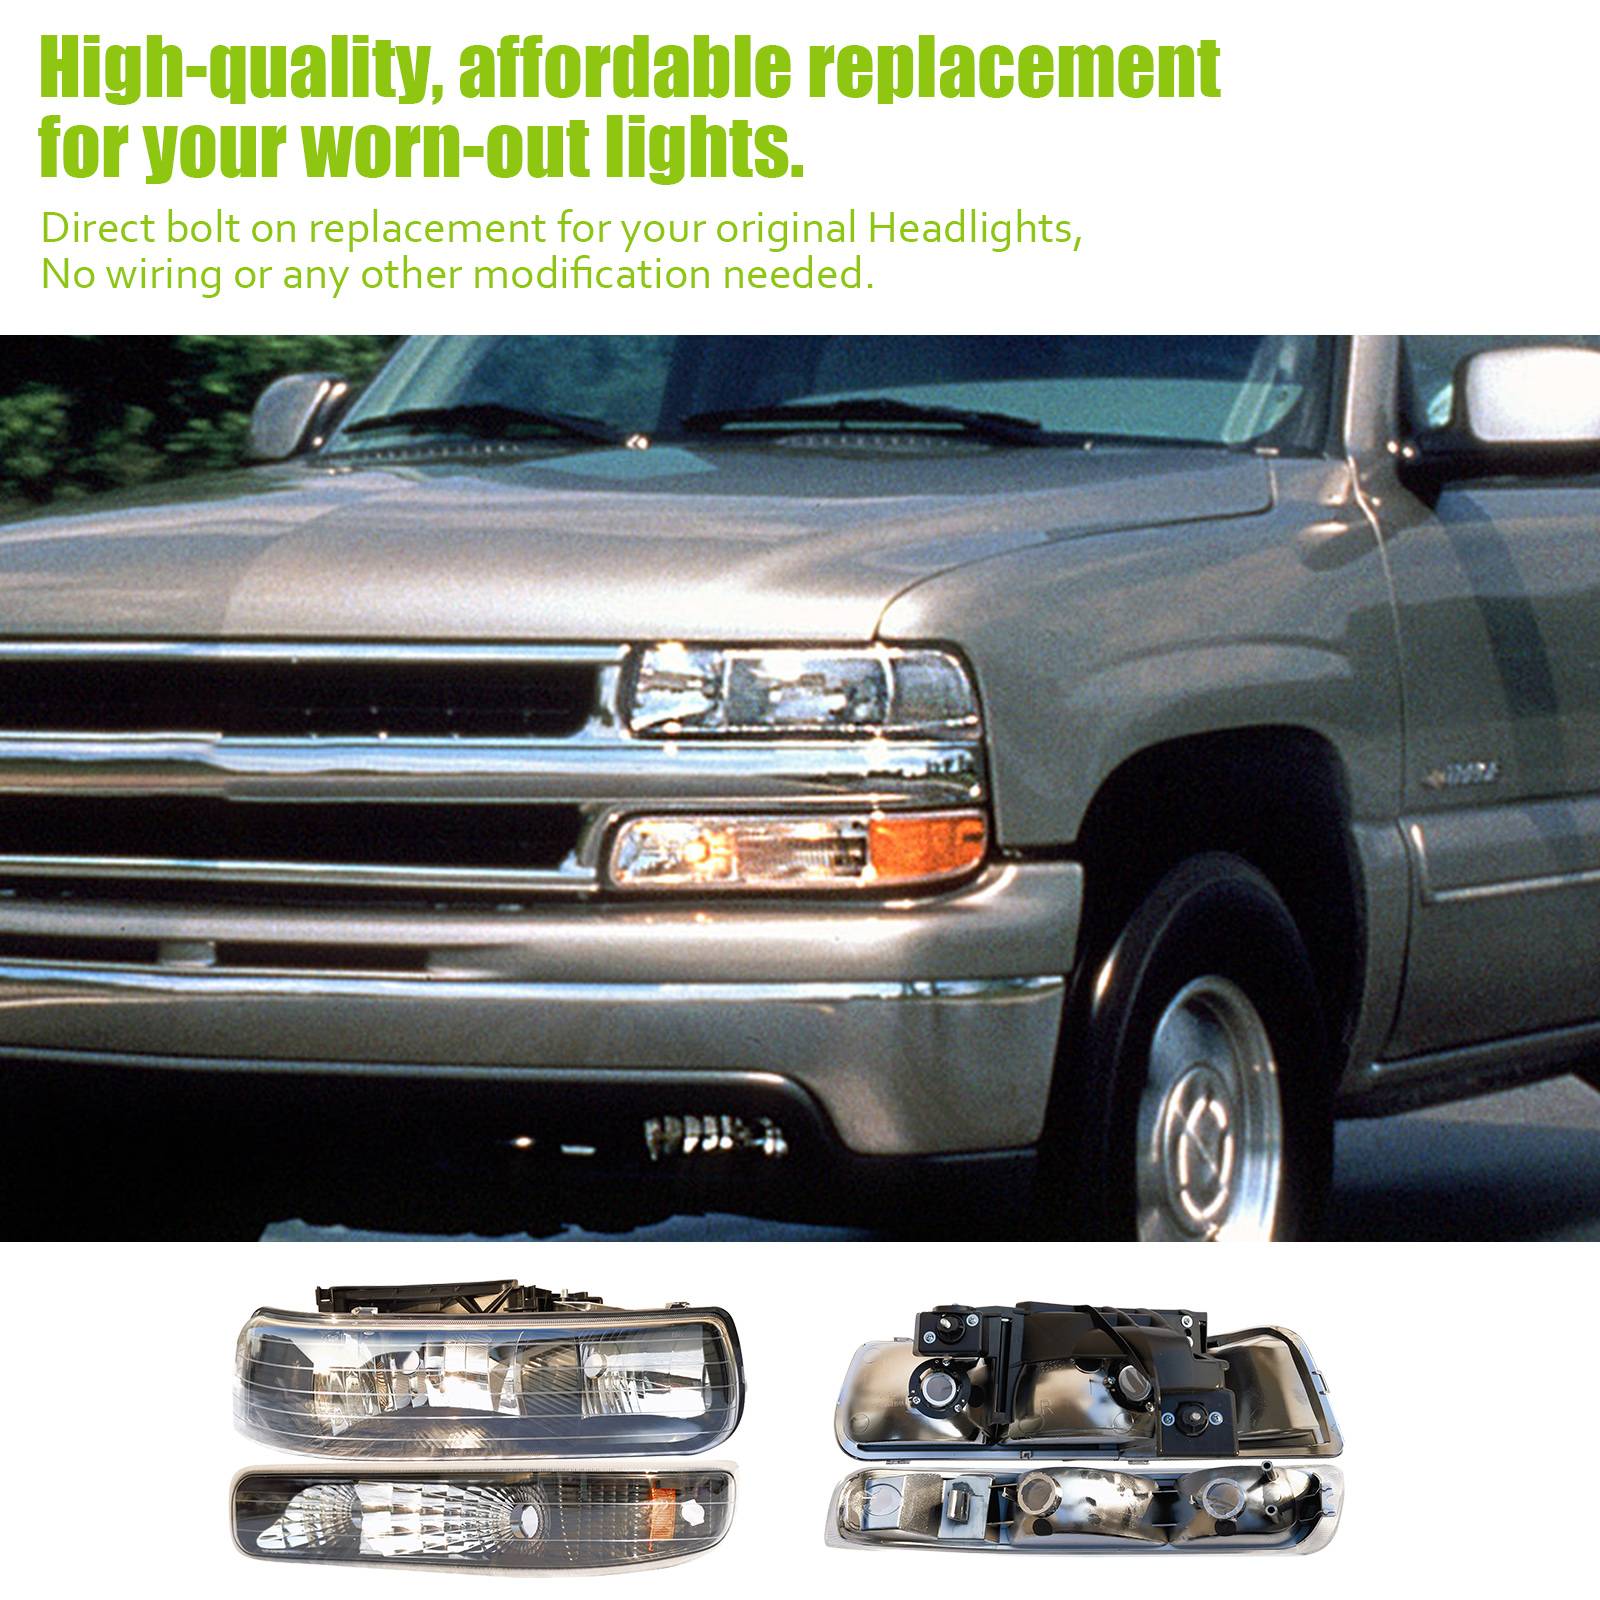 High-quality, affordable replacement
for your worn-out lights.
Direct bolt on replacement for your original Headlights,
No wiring or any other modification needed.